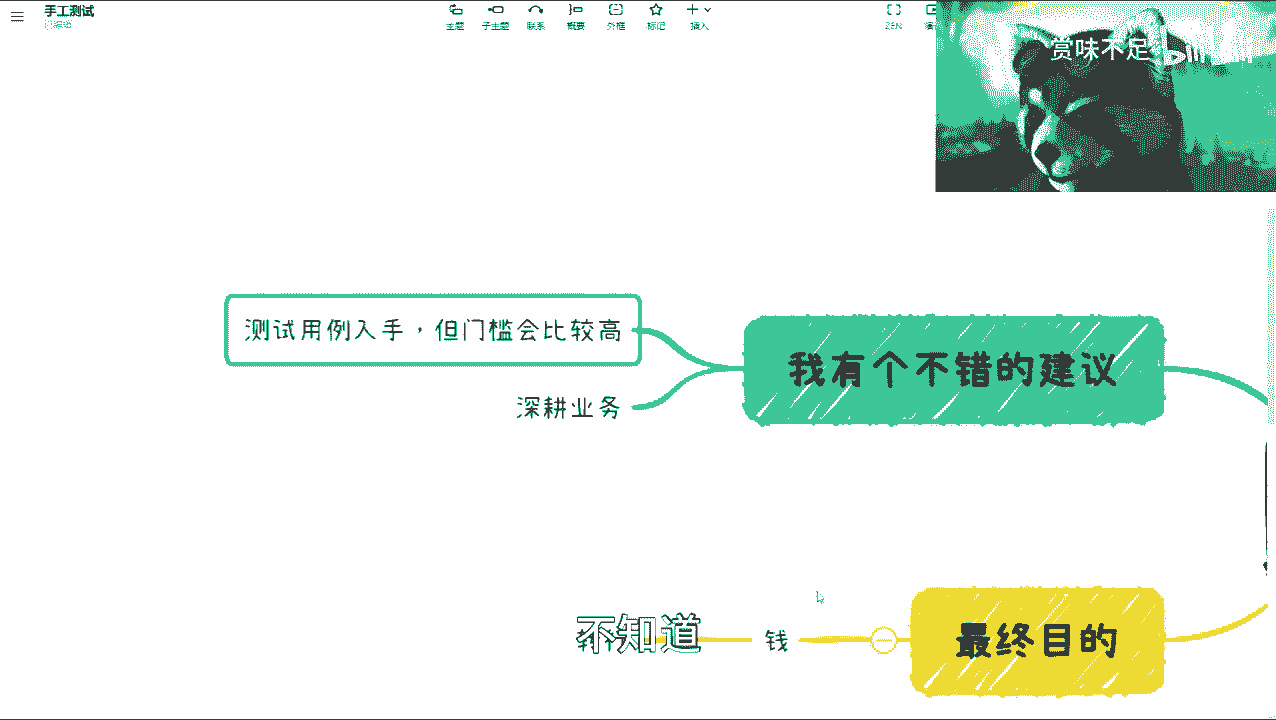 手工测试
主题 子主题 联系 概要 外框 标记 插入
赏味不足
测试用例入手，但门槛会比较高
我有个不错的建议
深耕业务
不知道
钱
最终目的